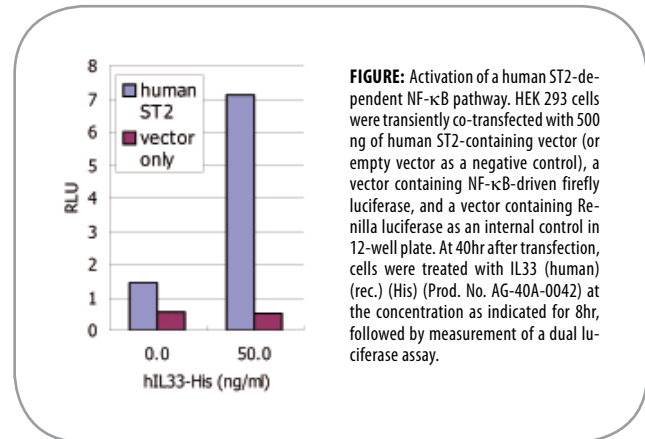 8
7
6
5
4
3
2
1
0
RLU
human
ST2
vector
only
0.0 50.0
hIL33-His (ng/ml)
FIGURE: Activation of a human ST2-de-
pendent NF-κB pathway. HEK 293 cells
were transiently co-transfected with 500
ng of human ST2-containing vector (or
empty vector as a negative control), a
vector containing NF-κB-driven firefly
luciferase, and a vector containing Re-
nilla luciferase as an internal control in
12-well plate. At 40hr after transfection,
cells were treated with IL33 (human)
(rec.) (His) (Prod. No. AG-40A-0042) at
the concentration as indicated for 8hr,
followed by measurement of a dual lu-
ciferase assay.